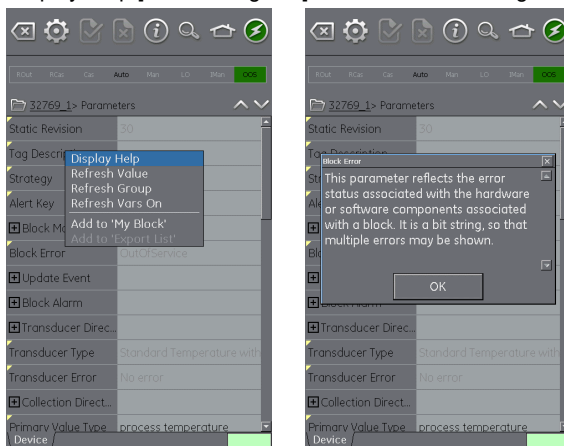 ROut RCas Cas Auto Man LO IMan OOS
32769_1> Parameters
Static Revision 30
Tag Descri
Display Help
Refresh Value
Refresh Group
Refresh Vars On
Add to 'My Block'
Add to 'Export List'
Strategy
Alert Key
Block Mo
Block Error OutOfService
Update Event
Block Alarm
Transducer Direc...
Transducer Type Standard Temperature with
Transducer Error No error
Collection Direct...
Primary Value Type process temperature
Device
ROut RCas Cas Auto Man LO IMan OOS
32769_1> Parameters
Static Revision 30
Tag Description
Block Error
This parameter reflects the error
status associated with the hardware
or software components associated
with a block. It is a bit string, so that
multiple errors may be shown.
OK
Block Alarm
Transducer Direc...
Transducer Type Standard Temperature with
Transducer Error No error
Collection Direct...
Primary Value Type process temperature
Device